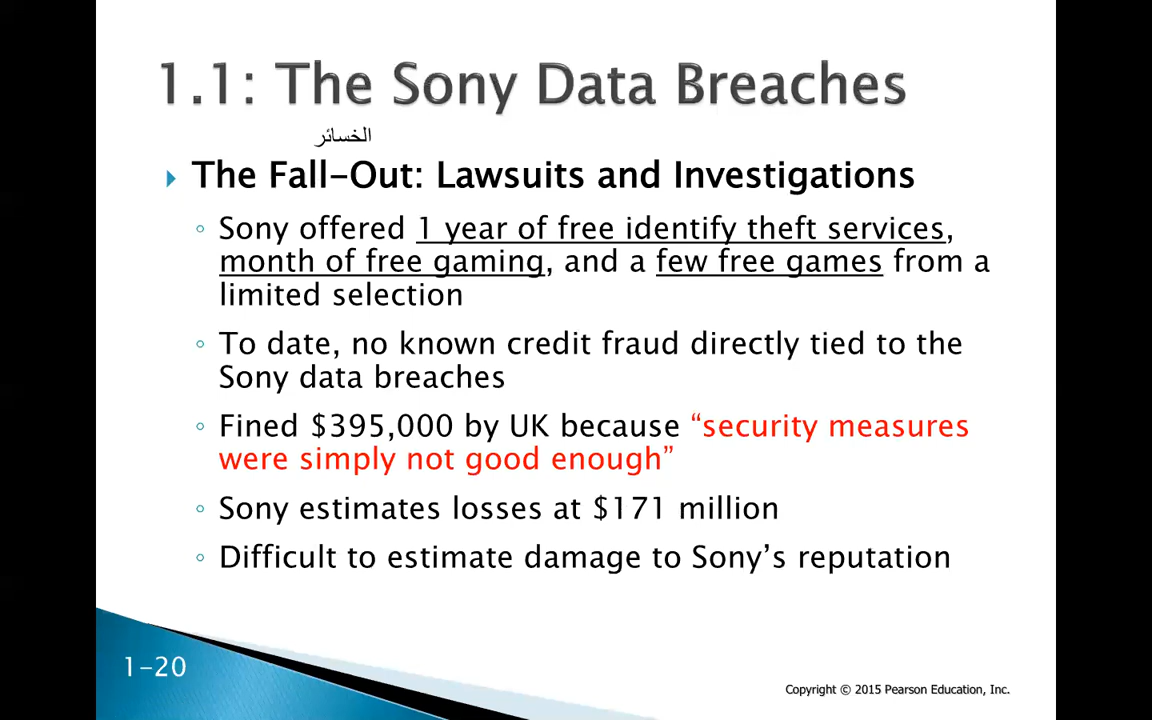 1.1: The Sony Data Breaches
الخسائر
The Fall-Out: Lawsuits and Investigations
Sony offered 1 year of free identify theft services,
month of free gaming, and a few free games from a
limited selection
To date, no known credit fraud directly tied to the
Sony data breaches
Fined $395,000 by UK because “security measures
were simply not good enough”
Sony estimates losses at $171 million
Difficult to estimate damage to Sony’s reputation
1-20
Copyright © 2015 Pearson Education, Inc.